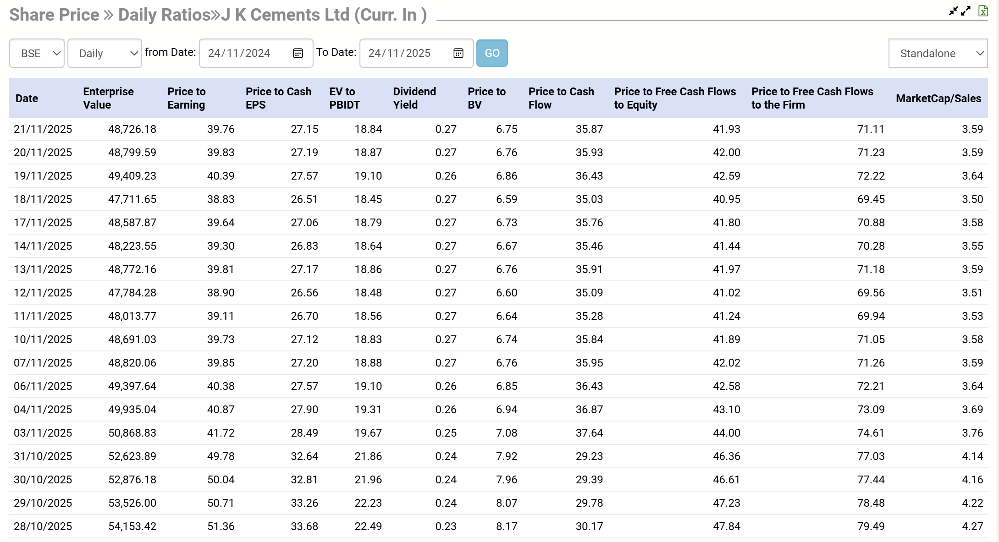 Share Price » Daily Ratios»J K Cements Ltd (Curr. In )
BSE Daily from Date: 24/11/2024 To Date: 24/11/2025 GO Standalone
Date Enterprise Value Price to Earning Price to Cash EPS EV to PBIDT Dividend Yield Price to BV Price to Cash Flow Price to Free Cash Flows to Equity Price to Free Cash Flows to the Firm MarketCap/Sales
21/11/2025 48,726.18 39.76 27.15 18.84 0.27 6.75 35.87 41.93 71.11 3.59
20/11/2025 48,799.59 39.83 27.19 18.87 0.27 6.76 35.93 42.00 71.23 3.59
19/11/2025 49,409.23 40.39 27.57 19.10 0.26 6.86 36.43 42.59 72.22 3.64
18/11/2025 47,711.65 38.83 26.51 18.45 0.27 6.59 35.03 40.95 69.45 3.50
17/11/2025 48,587.87 39.64 27.06 18.79 0.27 6.73 35.76 41.80 70.88 3.58
14/11/2025 48,223.55 39.30 26.83 18.64 0.27 6.67 35.46 41.44 70.28 3.55
13/11/2025 48,772.16 39.81 27.17 18.86 0.27 6.76 35.91 41.97 71.18 3.59
12/11/2025 47,784.28 38.90 26.56 18.48 0.27 6.60 35.09 41.02 69.56 3.51
11/11/2025 48,013.77 39.11 26.70 18.56 0.27 6.64 35.28 41.24 69.94 3.53
10/11/2025 48,691.03 39.73 27.12 18.83 0.27 6.74 35.84 41.89 71.05 3.58
07/11/2025 48,820.06 39.85 27.20 18.88 0.27 6.76 35.95 42.02 71.26 3.59
06/11/2025 49,397.64 40.38 27.57 19.10 0.26 6.85 36.43 42.58 72.21 3.64
04/11/2025 49,935.04 40.87 27.90 19.31 0.26 6.94 36.87 43.10 73.09 3.69
03/11/2025 50,868.83 41.72 28.49 19.67 0.25 7.08 37.64 44.00 74.61 3.76
31/10/2025 52,623.89 49.78 32.64 21.86 0.24 7.92 29.23 46.36 77.03 4.14
30/10/2025 52,876.18 50.04 32.81 21.96 0.24 7.96 29.39 46.61 77.44 4.16
29/10/2025 53,526.00 50.71 33.26 22.23 0.24 8.07 29.78 47.23 78.48 4.22
28/10/2025 54,153.42 51.36 33.68 22.49 0.23 8.17 30.17 47.84 79.49 4.27